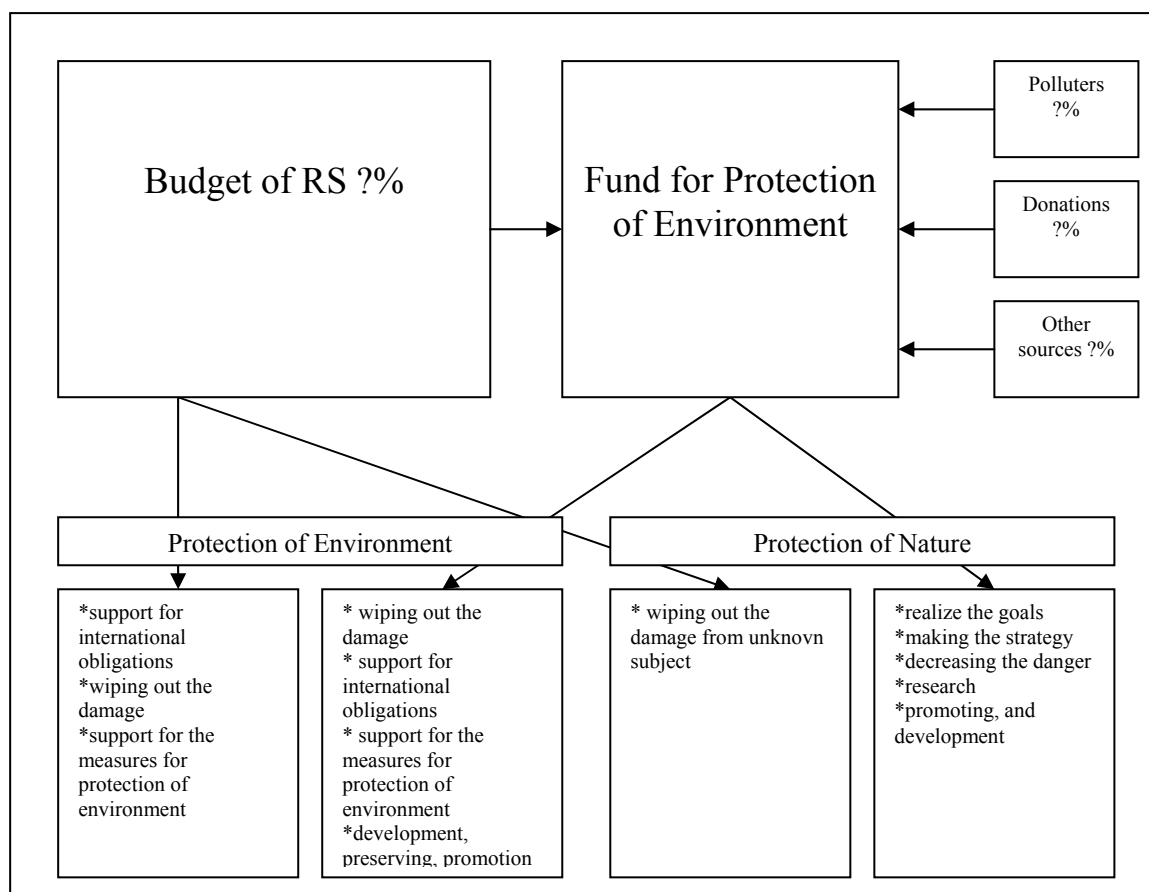 Budget of RS ?%
Fund for Protection
of Environment
Polluters
?%
Donations
?%
Other
sources ?%
Protection of Environment
Protection of Nature
*support for
international
obligations
*wiping out the
damage
*support for the
measures for
protection of
environment
* wiping out the
damage
* support for
international
obligations
* support for the
measures for
protection of
environment
*development,
preserving, promotion
* wiping out the
damage from unknovn
subject
*realize the goals
*making the strategy
*decreasing the danger
*research
*promoting, and
development